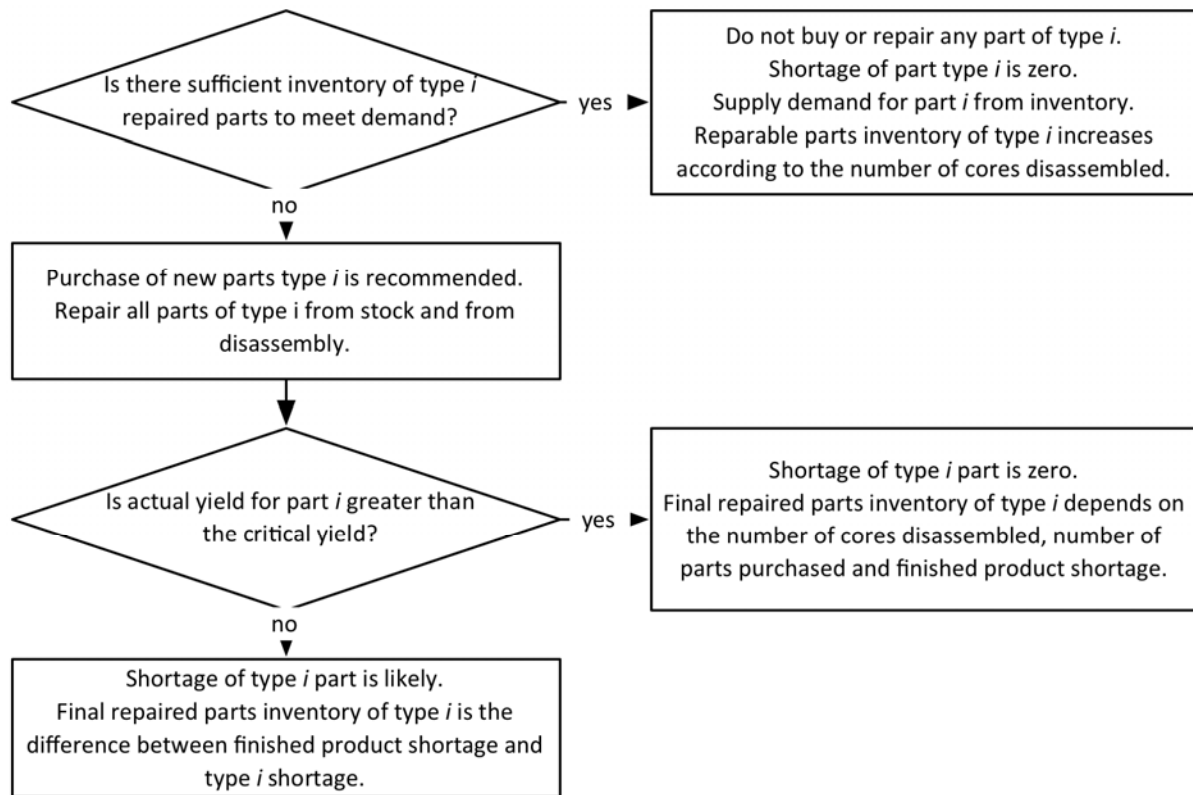 Is there sufficient inventory of type i
repaired parts to meet demand?
yes
Do not buy or repair any part of type i.
Shortage of part type i is zero.
Supply demand for part i from inventory.
Reparable parts inventory of type i increases
according to the number of cores disassembled.
no
Purchase of new parts type i is recommended.
Repair all parts of type i from stock and from
disassembly.
Is actual yield for part i greater than
the critical yield?
yes
Shortage of type i part is zero.
Final repaired parts inventory of type i depends on
the number of cores disassembled, number of
parts purchased and finished product shortage.
no
Shortage of type i part is likely.
Final repaired parts inventory of type i is the
difference between finished product shortage and
type i shortage.